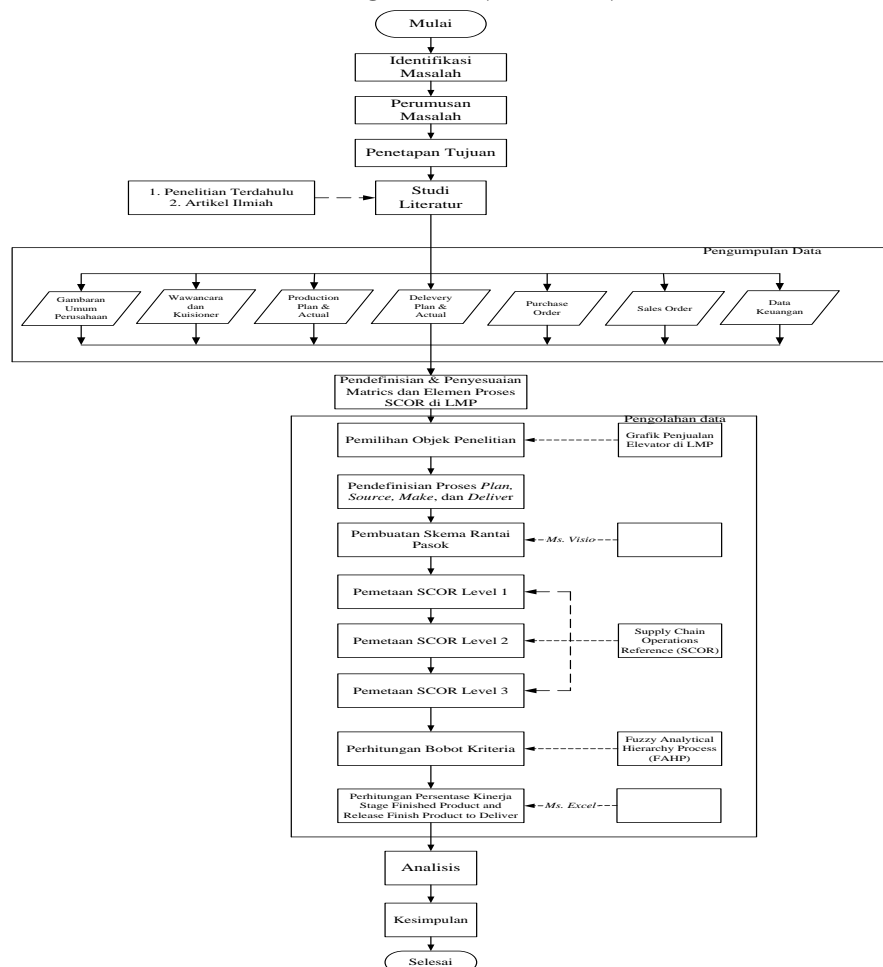 Mulai
Identifikasi
Masalah
Perumusan
Masalah
Penetapan Tujuan
1. Penelitian Terdahulu
2. Artikel Ilmiah
Studi
Literatur
Pengumpulan Data
Gambaran
Umum
Perusahaan
Wawancara
dan
Kuisioner
Production
Plan &
Actual
Delevery
Plan &
Actual
Purchase
Order
Sales Order
Data
Keuangan
Pendefinisian & Penyesuaian
Matrics dan Elemen Proses
SCOR di LMP
Pengolahan data
Pemilihan Objek Penelitian
Grafik Penjualan
Elevator di LMP
Pendefinisian Proses Plan,
Source, Make, dan Deliver
Pembuatan Skema Rantai
Pasok
Ms. Visio
Pemetaan SCOR Level 1
Pemetaan SCOR Level 2
Supply Chain
Operations
Reference (SCOR)
Pemetaan SCOR Level 3
Perhitungan Bobot Kriteria
Fuzzy Analytical
Hierarchy Process
(FAHP)
Perhitungan Persentase Kinerja
Stage Finished Product and
Release Finish Product to Deliver
Ms. Excel
Analisis
Kesimpulan
Selesai